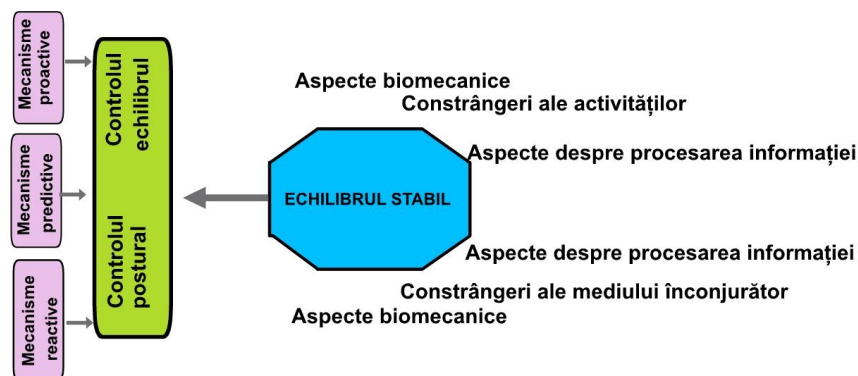 Mecanisme
proactive
Mecanisme
predictive
Mecanisme
reactive
Controlul
echilibrul
Controlul
postural
ECHILIBRUL STABIL
Aspecte biomecanice
Constrângeri ale activităților
Aspecte despre procesarea informației
Aspecte despre procesarea informației
Constrângeri ale mediului înconjurător
Aspecte biomecanice